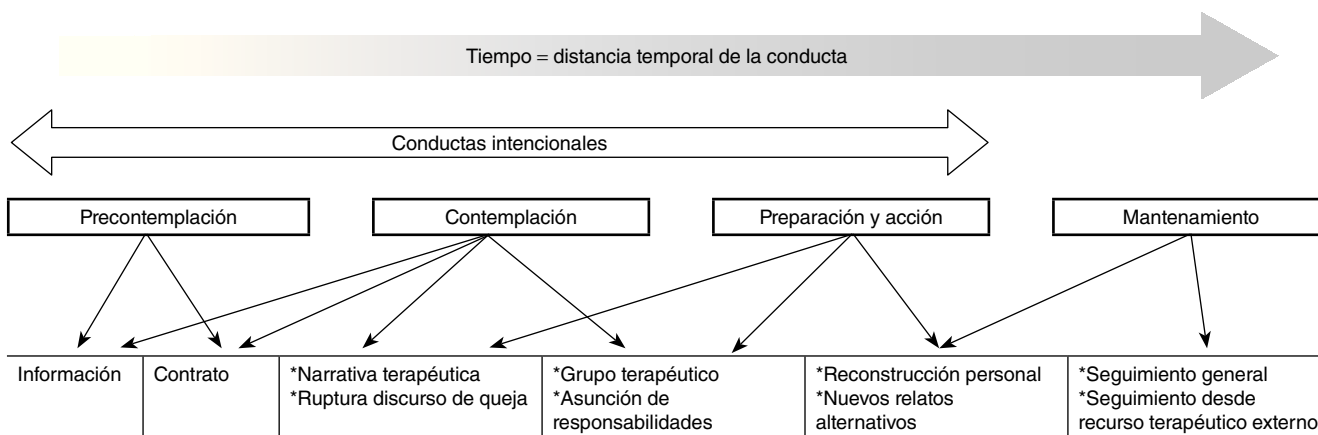 Tiempo = distancia temporal de la conducta
Conductas intencionales
Precontemplación
Contemplación
Preparación y acción
Mantenamiento
Información
Contrato
*Narrativa terapéutica
*Ruptura discurso de queja
*Grupo terapéutico
*Asunción de
responsabilidades
*Reconstrucción personal
*Nuevos relatos
alternativos
*Seguimiento general
*Seguimiento desde
recurso terapéutico externo